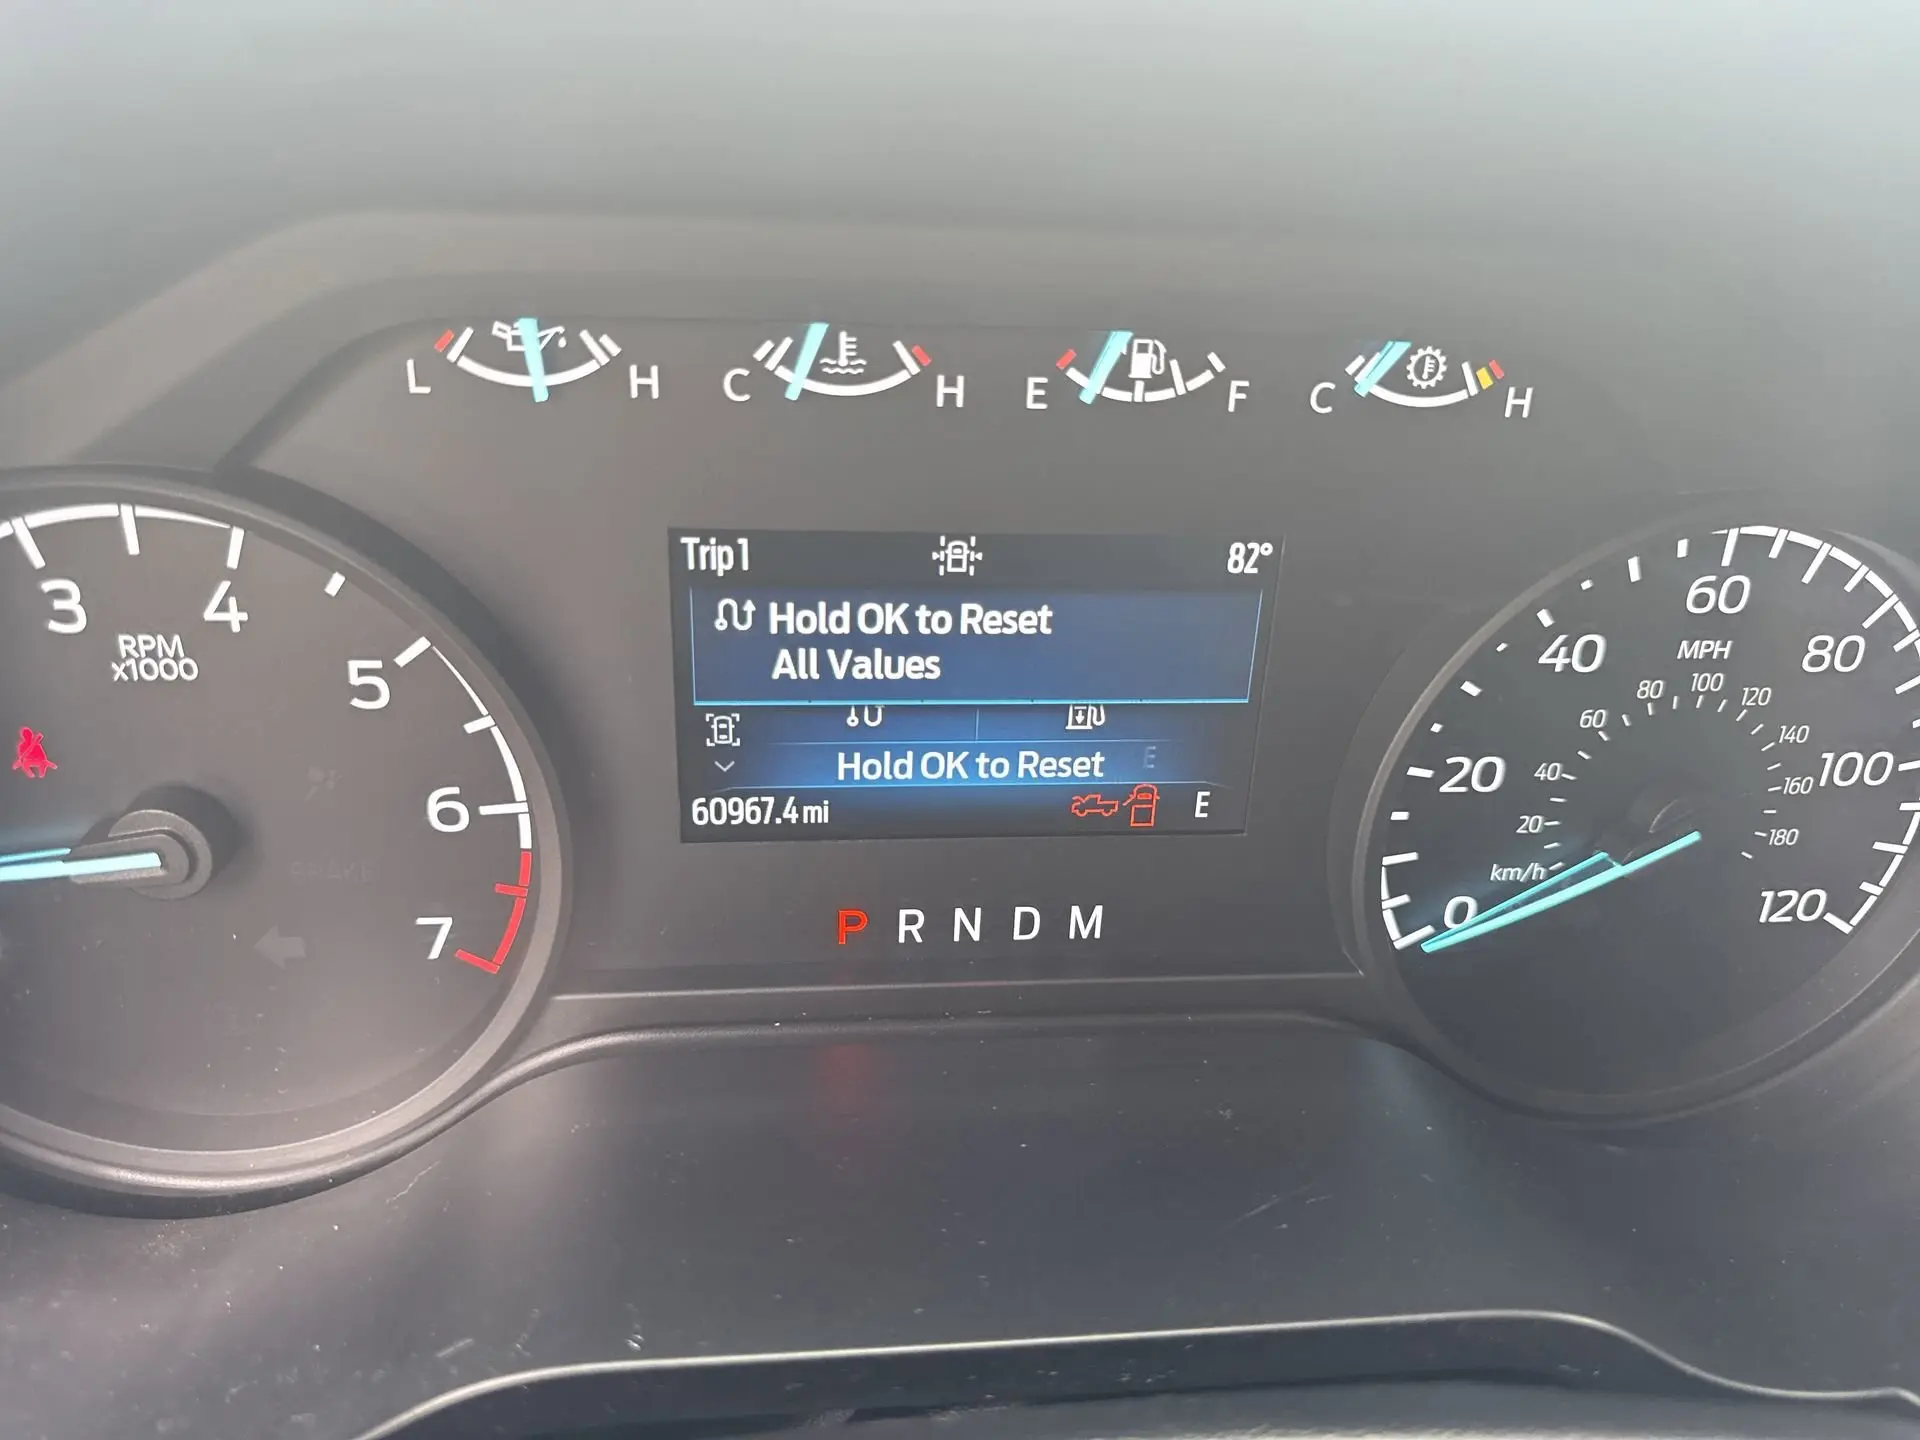 L H C H E F C H
Trip 1 82°
Hold OK to Reset
All Values
Hold OK to Reset E
60967.4 mi E
P R N D M
3 4 5 6 7
RPM
x1000
0 20 40 60 80 100 120
MPH
20 40 60 80 100 120 140 160 180
km/h